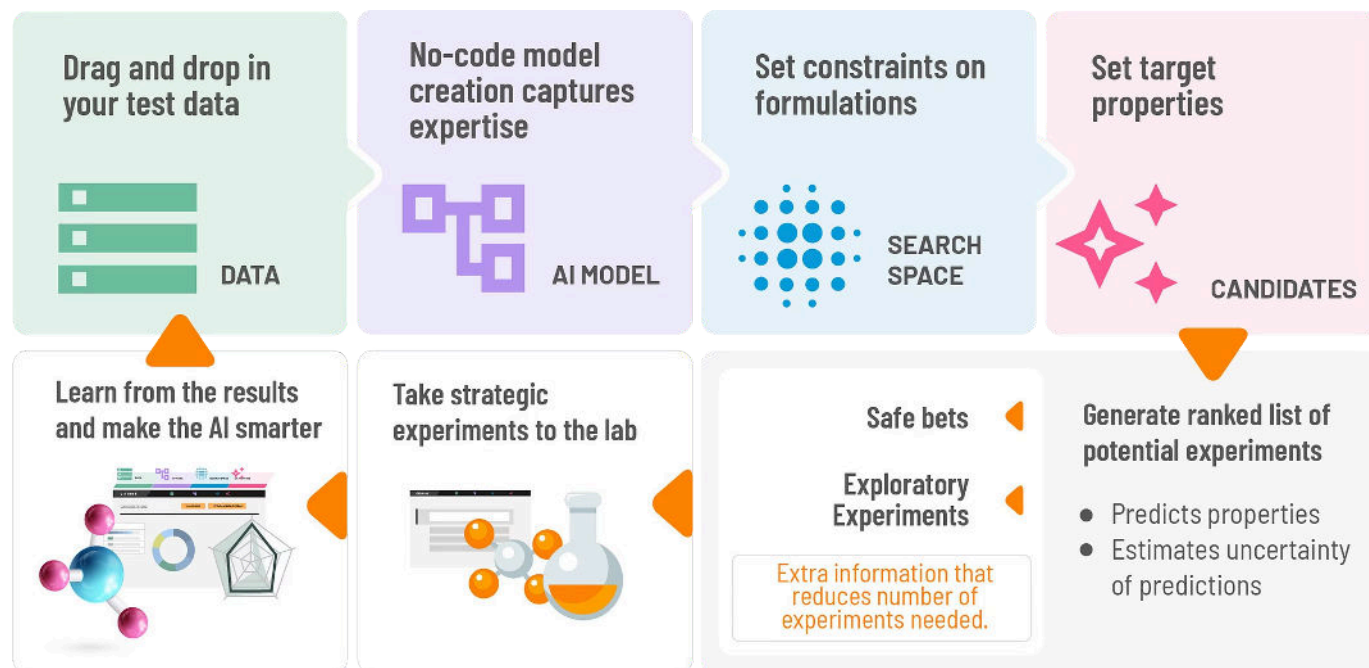 Drag and drop in
your test data
DATA
No-code model
creation captures
expertise
AI MODEL
Set constraints on
formulations
SEARCH
SPACE
Set target
properties
CANDIDATES
Generate ranked list of
potential experiments
● Predicts properties
● Estimates uncertainty
of predictions
Safe bets
Exploratory
Experiments
Extra information that
reduces number of
experiments needed.
Take strategic
experiments to the lab
Learn from the results
and make the AI smarter